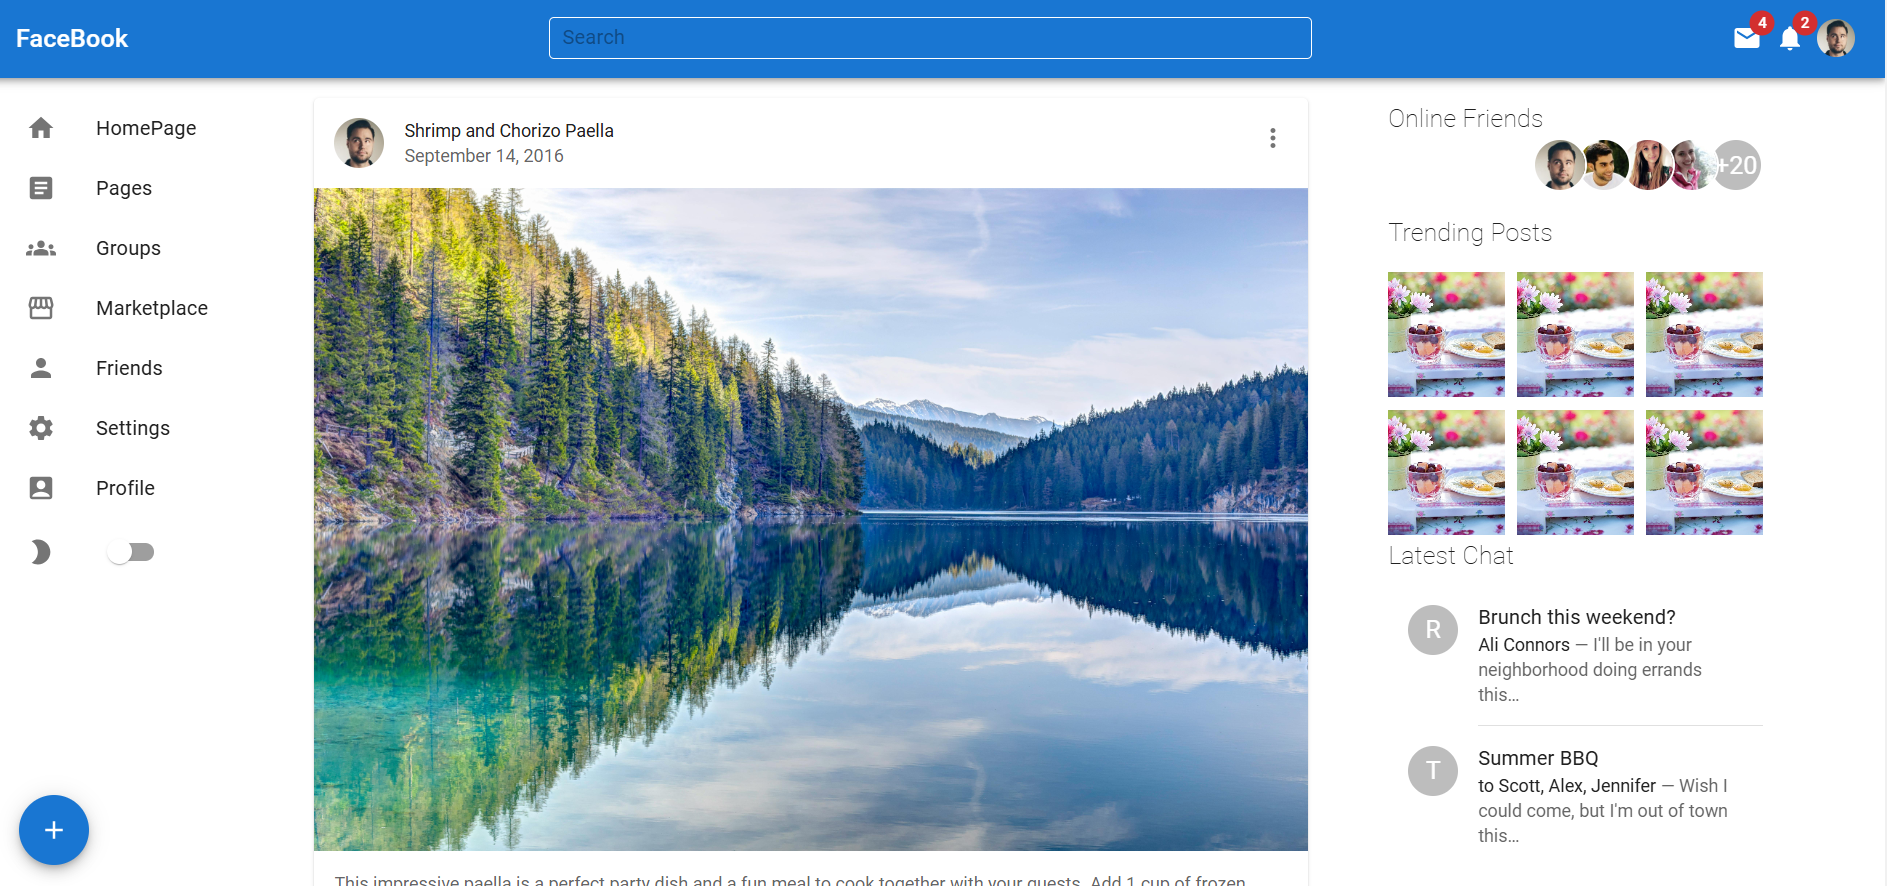 FaceBook
Search
4
2
HomePage
Pages
Groups
Marketplace
Friends
Settings
Profile
Shrimp and Chorizo Paella
September 14, 2016
This impressive paella is a perfect party dish and a fun meal to cook together with your guests. Add 1 cup of frozen
Online Friends
+20
Trending Posts
Latest Chat
R
Brunch this weekend?
Ali Connors — I'll be in your
neighborhood doing errands
this…
T
Summer BBQ
to Scott, Alex, Jennifer — Wish I
could come, but I'm out of town
this…